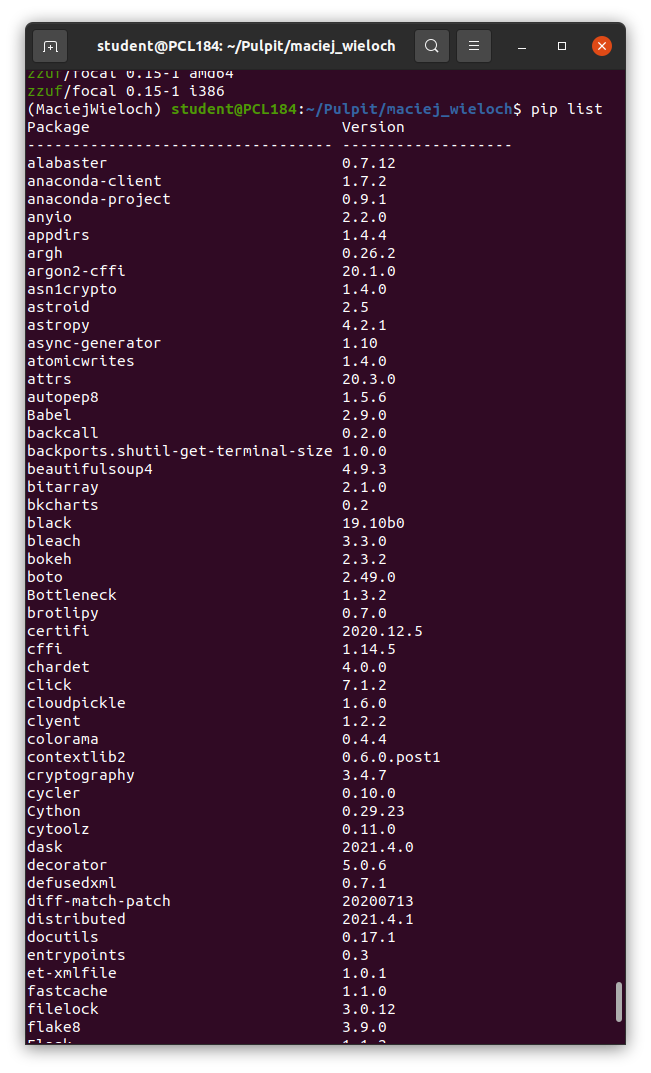 student@PCL184: ~/Pulpit/maciej_wieloch
zzuf/focal 0.15-1 amd64
zzuf/focal 0.15-1 i386
(MaciejWieloch) student@PCL184:~/Pulpit/maciej_wieloch$ pip list
Package                            Version
---------------------------------- -------------------
alabaster                          0.7.12
anaconda-client                    1.7.2
anaconda-project                   0.9.1
anyio                              2.2.0
appdirs                            1.4.4
argh                               0.26.2
argon2-cffi                        20.1.0
asn1crypto                         1.4.0
astroid                            2.5
astropy                            4.2.1
async-generator                    1.10
atomicwrites                       1.4.0
attrs                              20.3.0
autopep8                           1.5.6
Babel                              2.9.0
backcall                           0.2.0
backports.shutil-get-terminal-size 1.0.0
beautifulsoup4                     4.9.3
bitarray                           2.1.0
bkcharts                           0.2
black                              19.10b0
bleach                             3.3.0
bokeh                              2.3.2
boto                               2.49.0
Bottleneck                         1.3.2
brotlipy                           0.7.0
certifi                            2020.12.5
cffi                               1.14.5
chardet                            4.0.0
click                              7.1.2
cloudpickle                        1.6.0
clyent                             1.2.2
colorama                           0.4.4
contextlib2                        0.6.0.post1
cryptography                       3.4.7
cycler                             0.10.0
Cython                             0.29.23
cytoolz                            0.11.0
dask                               2021.4.0
decorator                          5.0.6
defusedxml                         0.7.1
diff-match-patch                   20200713
distributed                        2021.4.1
docutils                           0.17.1
entrypoints                        0.3
et-xmlfile                         1.0.1
fastcache                          1.1.0
filelock                           3.0.12
flake8                             3.9.0